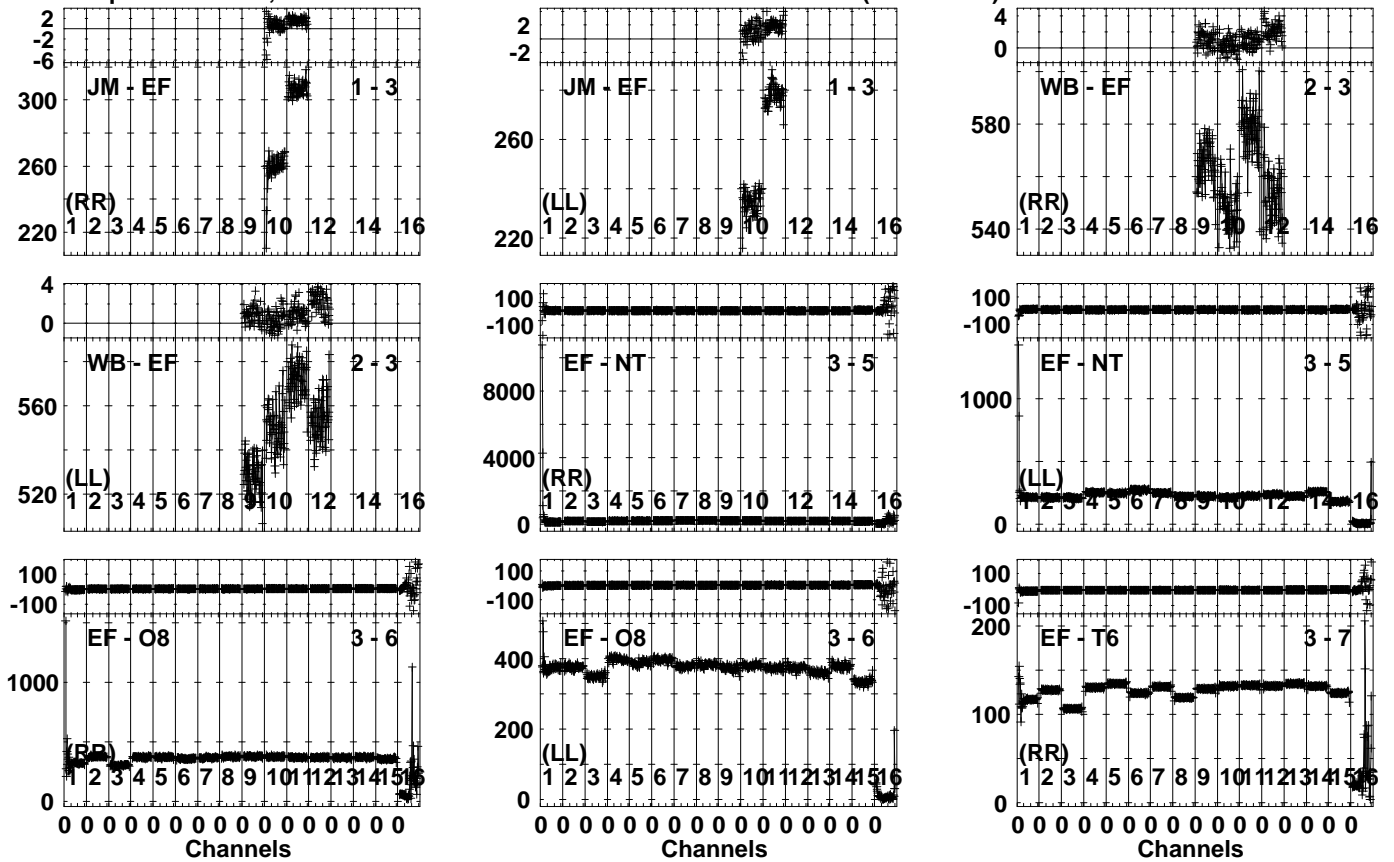 2 2 4
-2 -2 0
-6
JM - EF 1 - 3 JM - EF 1 - 3 WB - EF 2 - 3
300 580
260 260
(RR) (LL) (RR)
1 2 3 4 5 6 7 8 9 10 12 14 16 1 2 3 4 5 6 7 8 9 10 12 14 16 1 2 3 4 5 6 7 8 9 10 12 14 16
220 220 540
4 100 100
0 -100 -100
WB - EF 2 - 3 EF - NT 3 - 5 EF - NT 3 - 5
560 8000 1000
4000
(LL) (RR) (LL)
520 1 2 3 4 5 6 7 8 9 10 12 14 16 1 2 3 4 5 6 7 8 9 10 12 14 16 1 2 3 4 5 6 7 8 9 10 12 14 16
0 0
100 100 100
-100 -100 -100
EF - O8 3 - 6 EF - O8 3 - 6 EF - T6 3 - 7
1000 400 200
200 100
(RR) (LL) (RR)
1 2 3 4 5 6 7 8 9 10 11 12 13 14 15 16 1 2 3 4 5 6 7 8 9 10 11 12 13 14 15 16 1 2 3 4 5 6 7 8 9 10 11 12 13 14 15 16
0 0 0
0 0 0 0 0 0 0 0 0 0 0 0 0 0 0 0 0 0 0 0 0 0 0 0 0 0 0 0 0 0 0 0 0 0 0 0 0 0 0 0 0 0 0 0 0 0 0 0
Channels Channels Channels